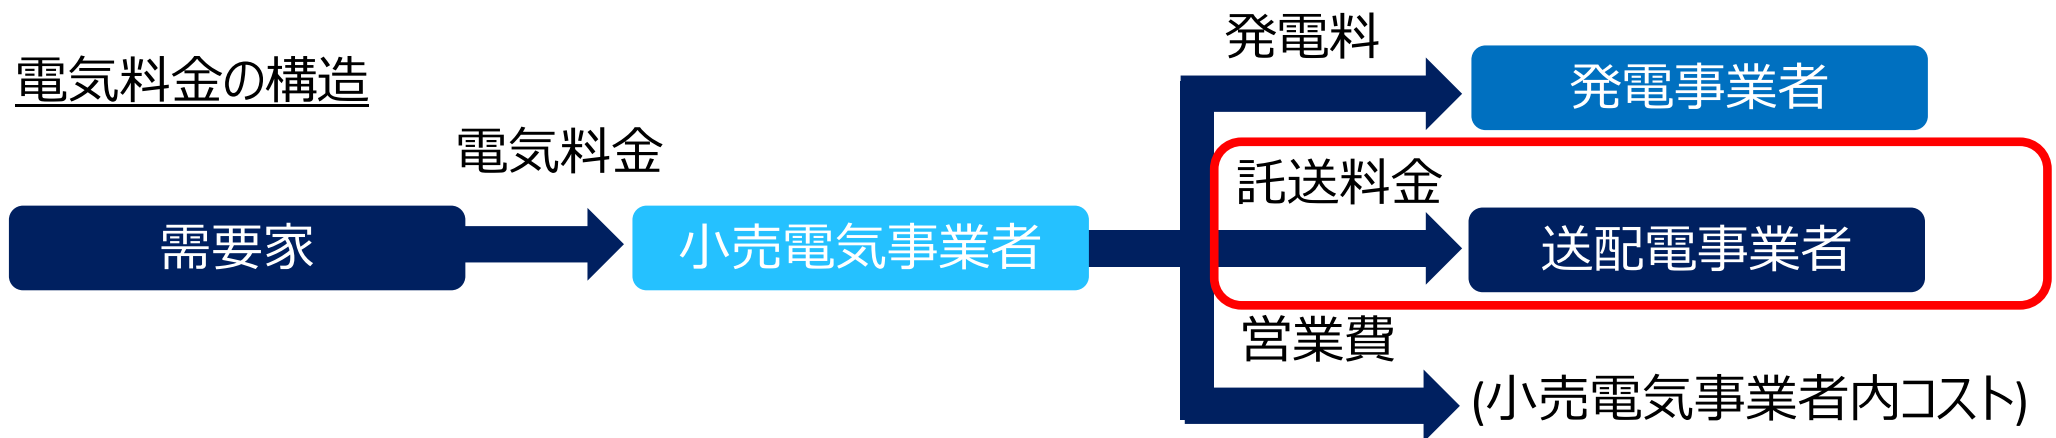 電気料金の構造
電気料金
需要家
小売電気事業者
発電料
発電事業者
託送料金
送配電事業者
営業費
(小売電気事業者内コスト)